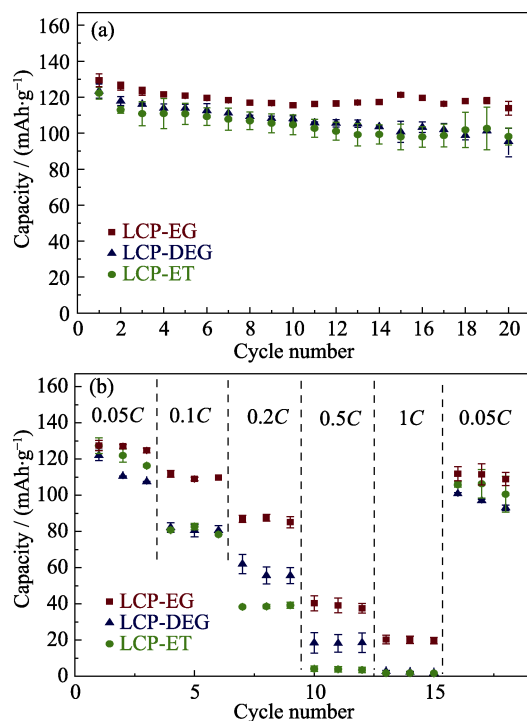 160
(a)
140
120
100
80
60
40
20
0
Capacity / (mAh·g⁻¹)
LCP-EG
LCP-DEG
LCP-ET
0 2 4 6 8 10 12 14 16 18 20
Cycle number
(b)
160
0.05C 0.1C 0.2C 0.5C 1C 0.05C
140
120
100
80
60
40
20
0
Capacity / (mAh·g⁻¹)
LCP-EG
LCP-DEG
LCP-ET
0 5 10 15
Cycle number